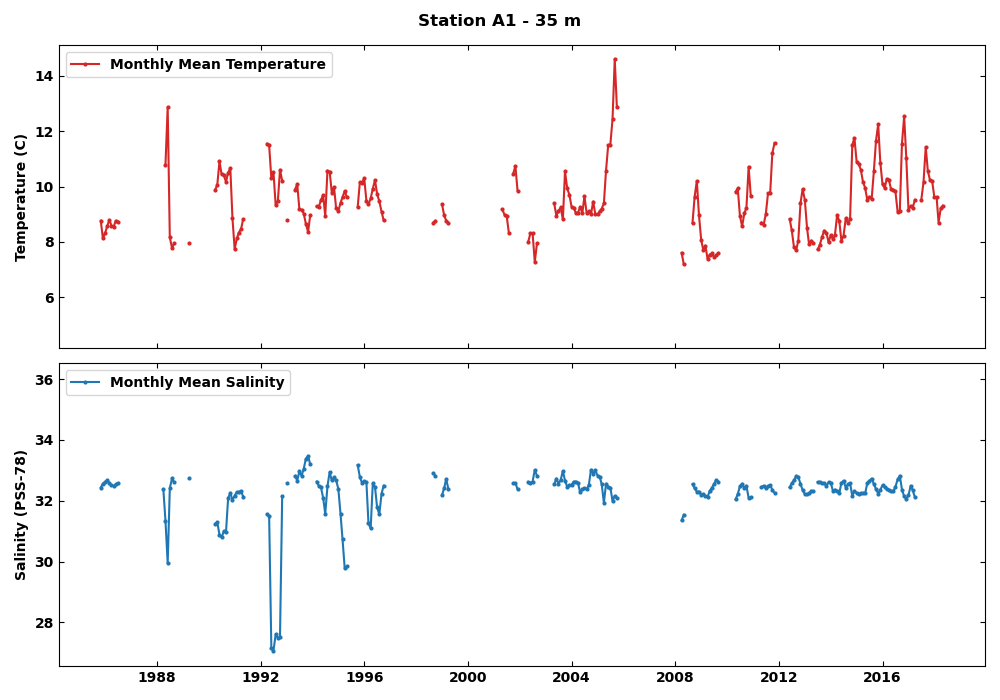 Station A1 - 35 m
Monthly Mean Temperature
Temperature (C)
14
12
10
8
6
Monthly Mean Salinity
Salinity (PSS-78)
36
34
32
30
28
1988 1992 1996 2000 2004 2008 2012 2016